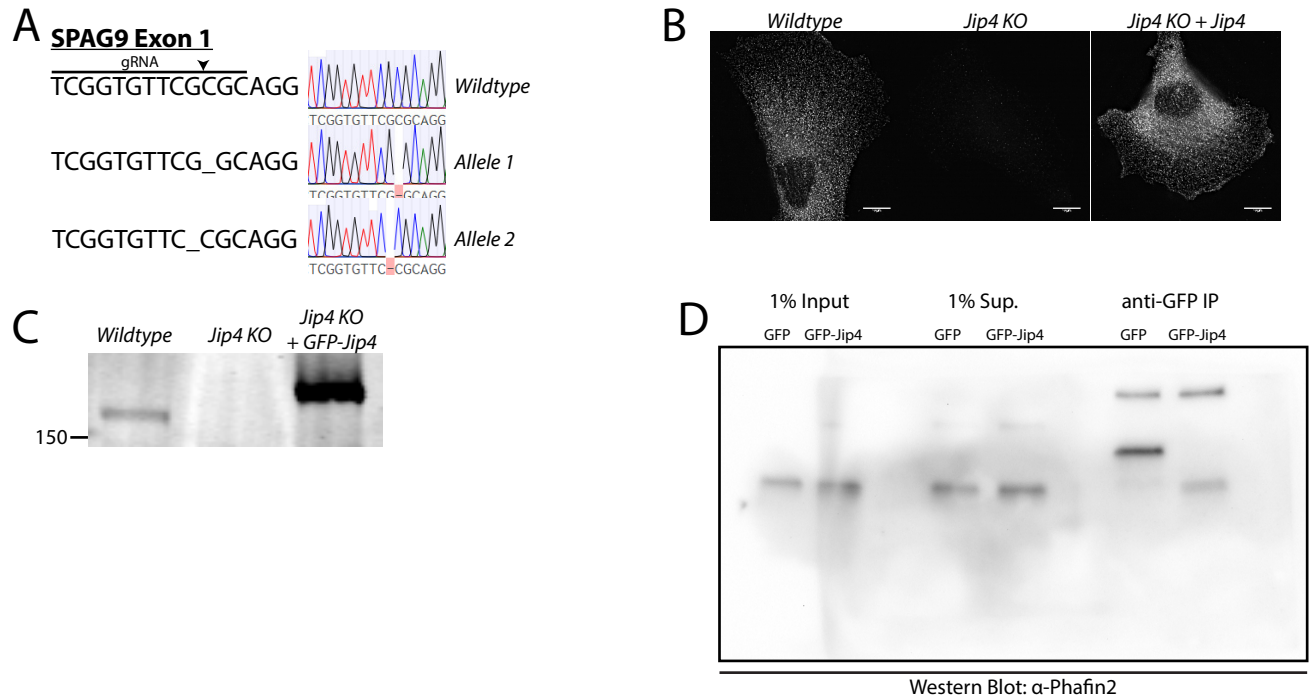 A
SPAG9 Exon 1
gRNA
TCGGTGTTCGCGCAGG
Wildtype
TCGGTGTTCGCGCAGG
TCGGTGTTCG_GCAGG
Allele 1
TCGGTGTTCG-GCAGG
TCGGTGTTC_CGCAGG
Allele 2
TCGGTGTTC-CGCAGG
B
Wildtype
Jip4 KO
Jip4 KO + Jip4
C
Wildtype
Jip4 KO
Jip4 KO
+ GFP-Jip4
150
D
1% Input
1% Sup.
anti-GFP IP
GFP GFP-Jip4
GFP GFP-Jip4
GFP GFP-Jip4
Western Blot: α-Phafin2